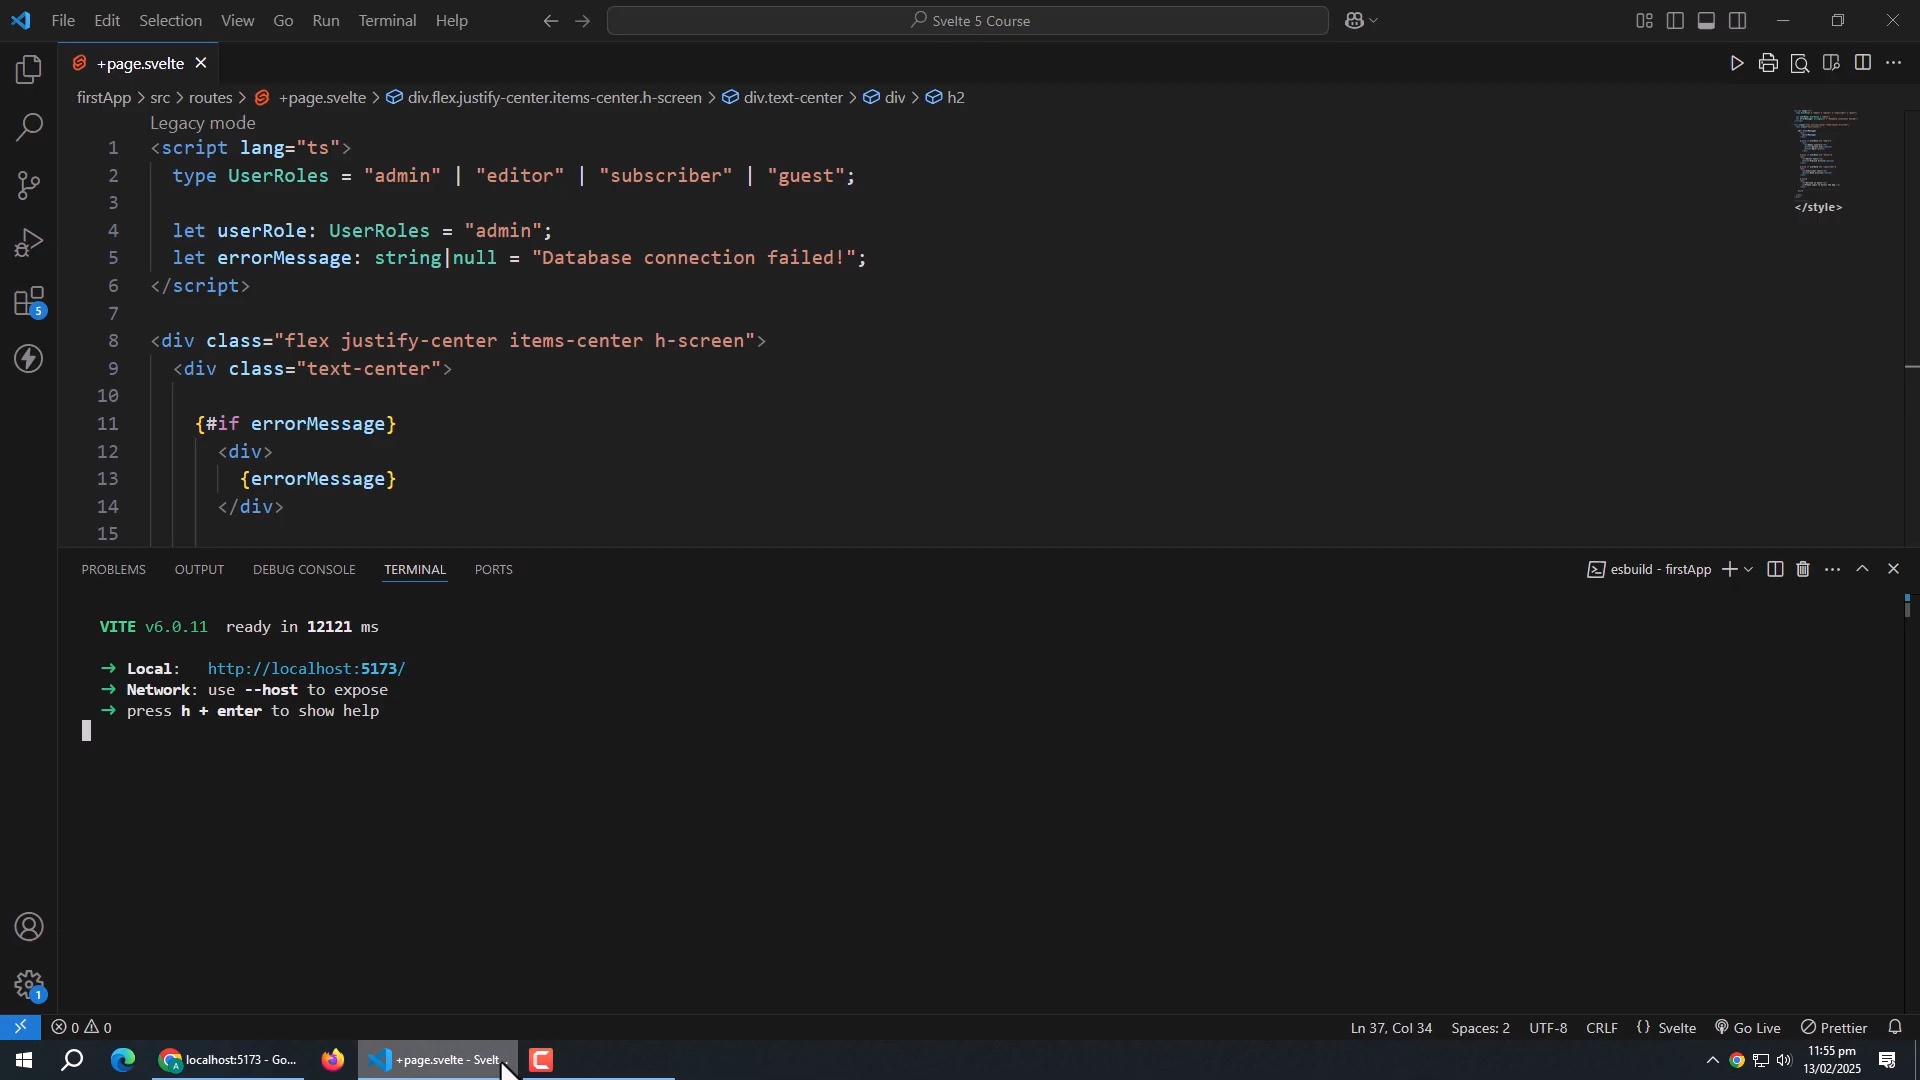 File Edit Selection View Go Run Terminal Help
Svelte 5 Course
+page.svelte
firstApp > src > routes > +page.svelte > div.flex.justify-center.items-center.h-screen > div.text-center > div > h2
Legacy mode
1 <script lang="ts">
2 type UserRoles = "admin" | "editor" | "subscriber" | "guest";
3
4 let userRole: UserRoles = "admin";
5 let errorMessage: string|null = "Database connection failed!";
6 </script>
7
8 <div class="flex justify-center items-center h-screen">
9 <div class="text-center">
10
11 {#if errorMessage}
12 <div>
13 {errorMessage}
14 </div>
15
</style>
5
PROBLEMS OUTPUT DEBUG CONSOLE TERMINAL PORTS
esbuild - firstApp
VITE v6.0.11 ready in 12121 ms
➜ Local: http://localhost:5173/
➜ Network: use --host to expose
➜ press h + enter to show help
1
0 0
Ln 37, Col 34 Spaces: 2 UTF-8 CRLF {} Svelte Go Live Prettier
localhost:5173 - Go...
A
+page.svelte - Svelt...
11:55 pm
13/02/2025